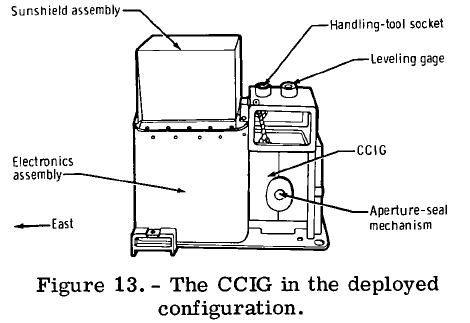 Sunshield assembly
Handling-tool socket
Leveling gage
Electronics
assembly
CCIG
Aperture-seal
mechanism
East
Figure 13. - The CCIG in the deployed
configuration.